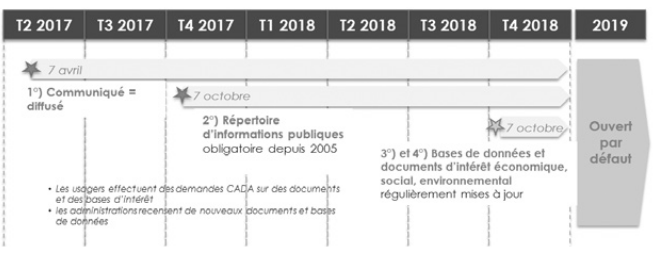 T2 2017 T3 2017 T4 2017 T1 2018 T2 2018 T3 2018 T4 2018 2019
7 avril
1°) Communiqué =
diffusé
7 octobre
2°) Répertoire
d'informations publiques
obligatoire depuis 2005
7 octobre
3°) et 4°) Bases de données et
documents d'intérêt économique,
social, environnemental
régulièrement mises à jour
Ouvert
par
défaut
• Les usagers effectuent des demandes CADA sur des documents
et des bases d'intérêt
• les administrations recensent de nouveaux documents et bases
de données